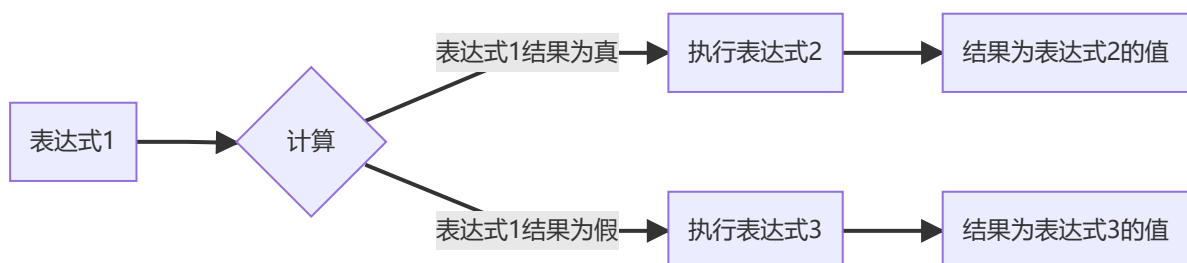 表达式1
计算
表达式1结果为真
执行表达式2
结果为表达式2的值
表达式1结果为假
执行表达式3
结果为表达式3的值